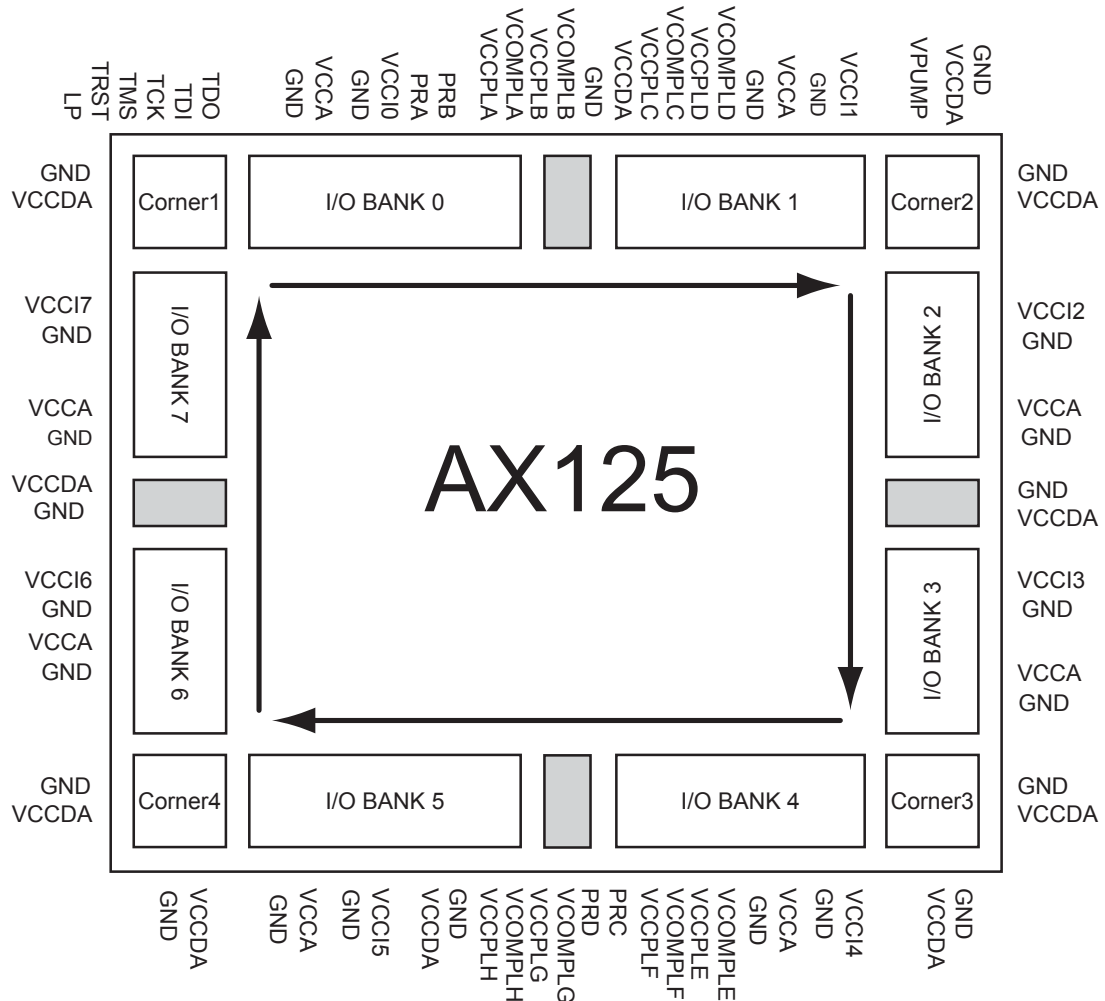 LP
TRST
TMS
TCK
TDI
TDO
GND
VCCA
GND
VCCI0
PRA
PRB
VCCPLA
VCOMPLA
VCCPLB
VCOMPLB
GND
VCCDA
VCCPLC
VCOMPLC
VCCPLD
VCOMPLD
GND
VCCA
GND
VCCI1
VPUMP
VCCDA
GND
GND
VCCDA
Corner1
I/O BANK 0
I/O BANK 1
Corner2
GND
VCCDA
VCCI7
GND
VCCA
GND
I/O BANK 7
I/O BANK 2
VCCI2
GND
VCCA
GND
AX125
VCCDA
GND
GND
VCCDA
VCCI6
GND
VCCA
GND
I/O BANK 6
I/O BANK 3
VCCI3
GND
VCCA
GND
GND
VCCDA
Corner4
I/O BANK 5
I/O BANK 4
Corner3
GND
VCCDA
GND
VCCDA
GND
VCCA
GND
VCCI5
VCCDA
GND
VCCPLH
VCOMPLH
VCCPLG
VCOMPLG
PRD
PRC
VCCPLF
VCOMPLF
VCCPLE
VCOMPLE
GND
VCCA
GND
VCCI4
VCCDA
GND